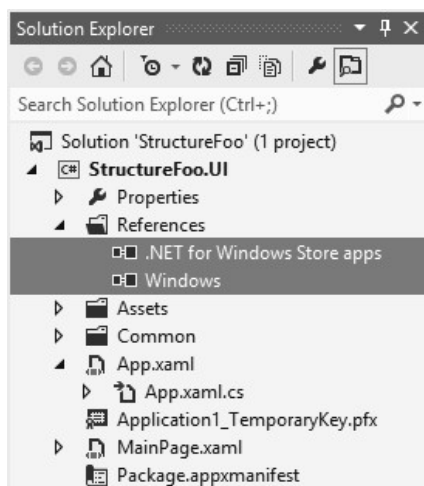 Solution Explorer
Search Solution Explorer (Ctrl+;)
Solution 'StructureFoo' (1 project)
C# StructureFoo.UI
Properties
References
.NET for Windows Store apps
Windows
Assets
Common
App.xaml
App.xaml.cs
Application1_TemporaryKey.pfx
MainPage.xaml
Package.appxmanifest